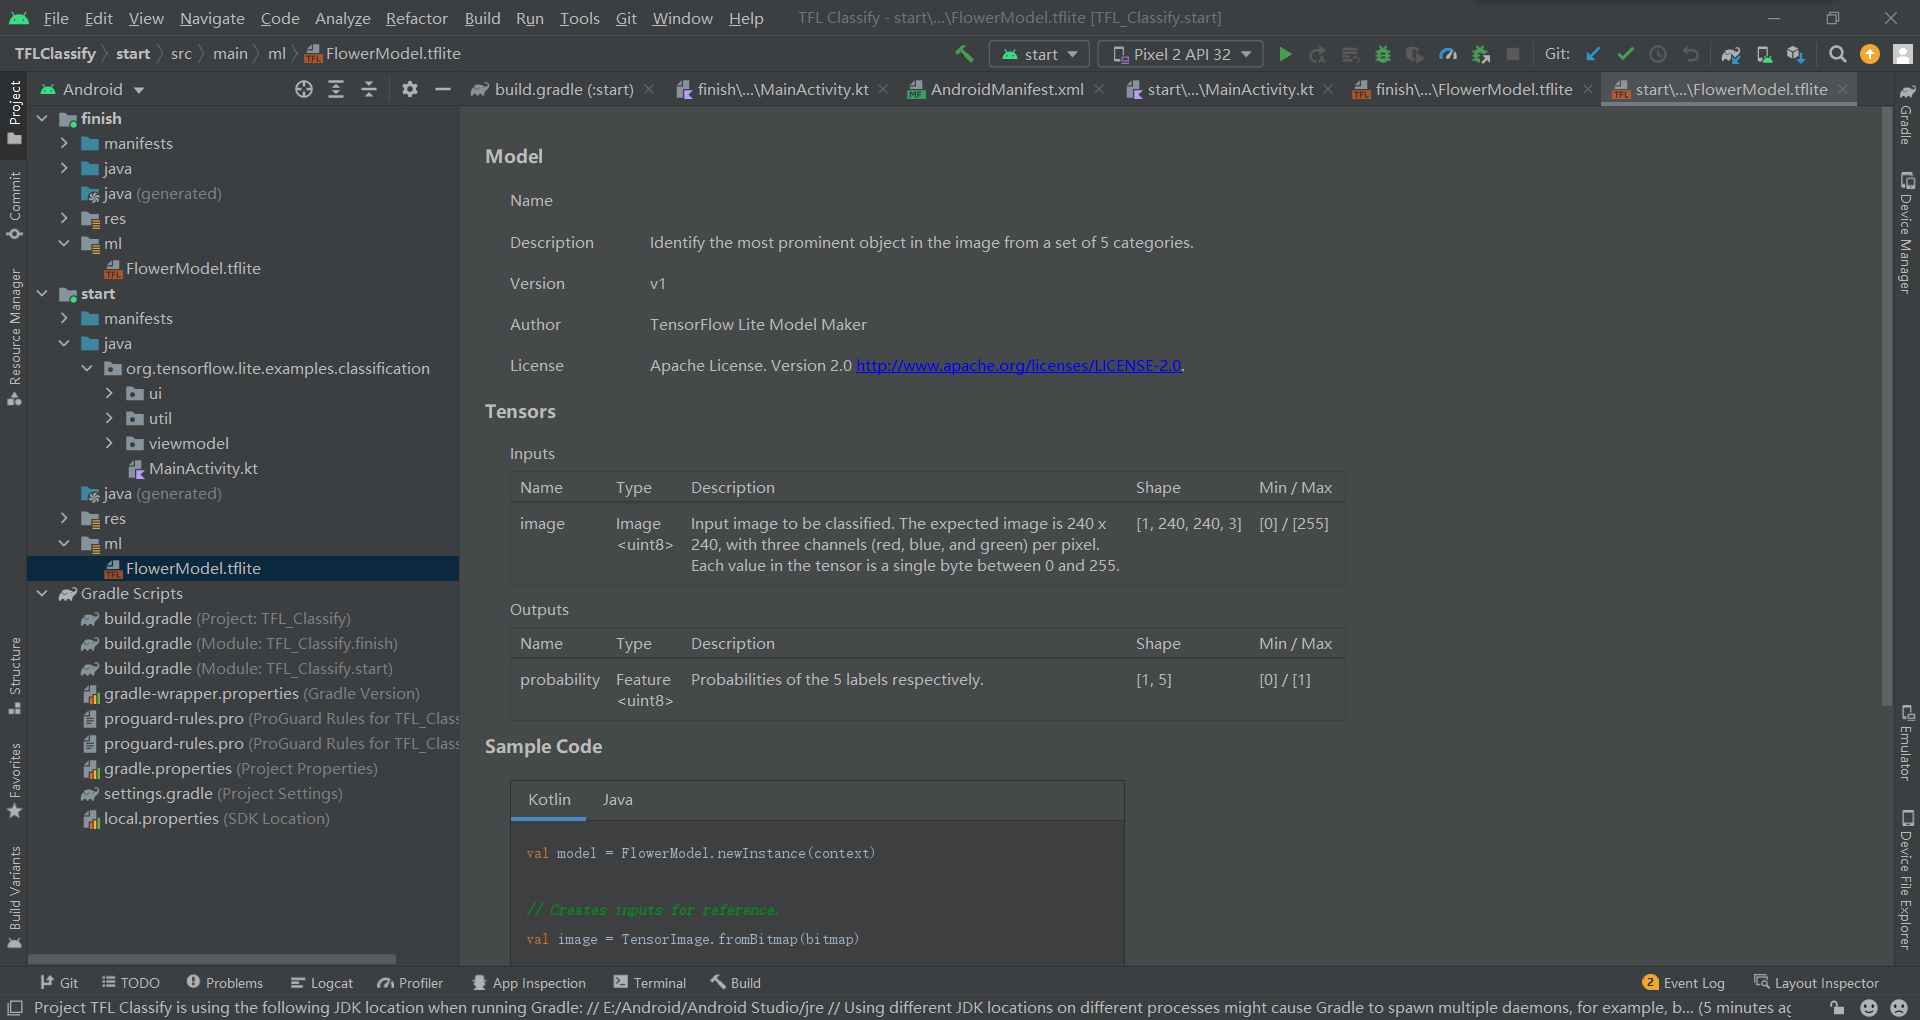 File Edit View Navigate Code Analyze Refactor Build Run Tools Git Window Help TFL Classify - start\...\FlowerModel.tflite [TFL_Classify.start]
TFLClassify start src main ml FlowerModel.tflite start Pixel 2 API 32 Git:
Android build.gradle (:start) finish\...\MainActivity.kt AndroidManifest.xml start\...\MainActivity.kt finish\...\FlowerModel.tflite start\...\FlowerModel.tflite
Project
Commit
Resource Manager
Structure
Favorites
Build Variants
finish
manifests
java
java (generated)
res
ml
FlowerModel.tflite
start
manifests
java
org.tensorflow.lite.examples.classification
ui
util
viewmodel
MainActivity.kt
java (generated)
res
ml
FlowerModel.tflite
Gradle Scripts
build.gradle (Project: TFL_Classify)
build.gradle (Module: TFL_Classify.finish)
build.gradle (Module: TFL_Classify.start)
gradle-wrapper.properties (Gradle Version)
proguard-rules.pro (ProGuard Rules for TFL_Class
proguard-rules.pro (ProGuard Rules for TFL_Class
gradle.properties (Project Properties)
settings.gradle (Project Settings)
local.properties (SDK Location)
Model
Name
Description Identify the most prominent object in the image from a set of 5 categories.
Version v1
Author TensorFlow Lite Model Maker
License Apache License. Version 2.0 http://www.apache.org/licenses/LICENSE-2.0.
Tensors
Inputs
Name Type Description Shape Min / Max
image Image Input image to be classified. The expected image is 240 x [1, 240, 240, 3] [0] / [255]
<uint8> 240, with three channels (red, blue, and green) per pixel.
Each value in the tensor is a single byte between 0 and 255.
Outputs
Name Type Description Shape Min / Max
probability Feature Probabilities of the 5 labels respectively. [1, 5] [0] / [1]
<uint8>
Sample Code
Kotlin Java
val model = FlowerModel.newInstance(context)
// Creates inputs for reference.
val image = TensorImage.fromBitmap(bitmap)
Gradle
Device Manager
Emulator
Device File Explorer
Git TODO Problems Logcat Profiler App Inspection Terminal Build 2 Event Log Layout Inspector
Project TFL Classify is using the following JDK location when running Gradle: // E:/Android/Android Studio/jre // Using different JDK locations on different processes might cause Gradle to spawn multiple daemons, for example, b... (5 minutes ag